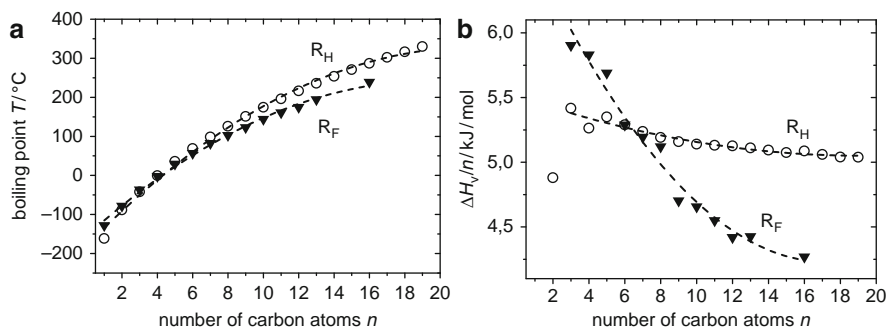 a
boiling point T/°C
400
300
200
100
0
−100
−200
R_H
R_F
2 4 6 8 10 12 14 16 18 20
number of carbon atoms n
b
ΔH_v/n/ kJ/mol
6,0
5,5
5,0
4,5
R_H
R_F
0 2 4 6 8 10 12 14 16 18 20
number of carbon atoms n